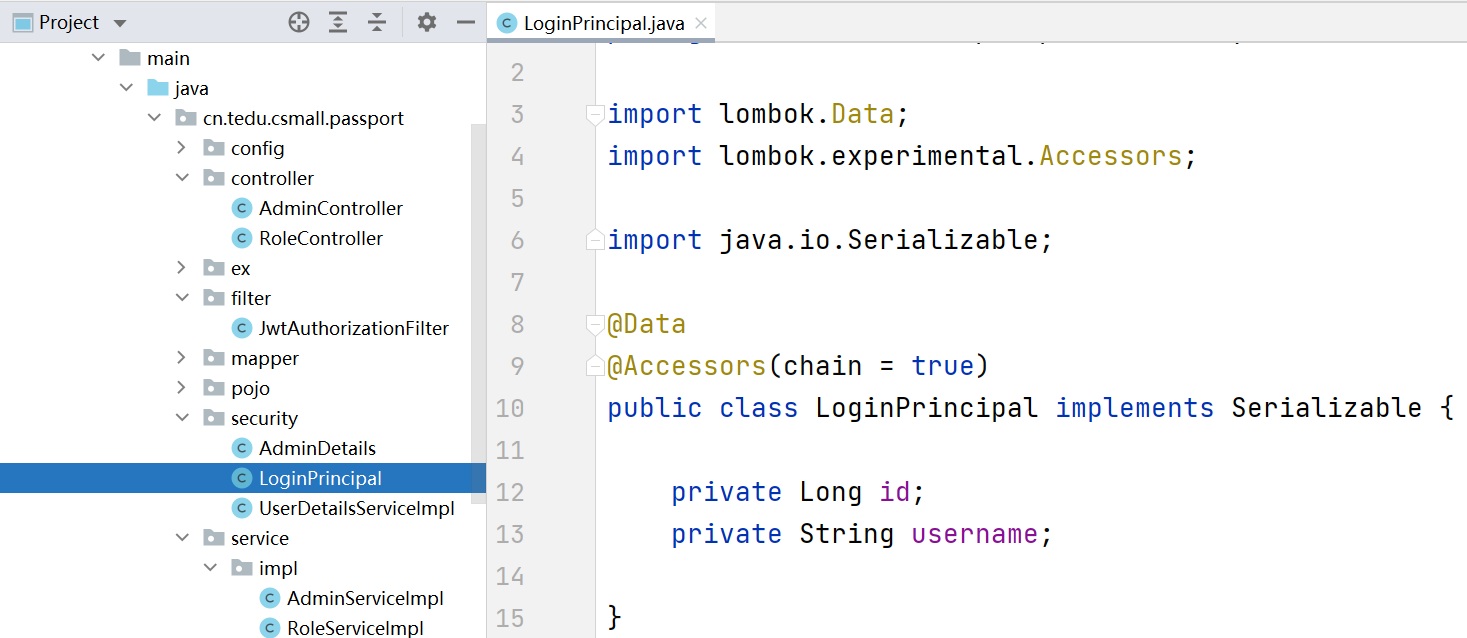 Project
LoginPrincipal.java
main
java
cn.tedu.csmall.passport
config
controller
AdminController
RoleController
ex
filter
JwtAuthorizationFilter
mapper
pojo
security
AdminDetails
LoginPrincipal
UserDetailsServiceImpl
service
impl
AdminServiceImpl
RoleServiceImpl
2
3 import lombok.Data;
4 import lombok.experimental.Accessors;
5
6 import java.io.Serializable;
7
8 @Data
9 @Accessors(chain = true)
10 public class LoginPrincipal implements Serializable {
11
12 private Long id;
13 private String username;
14
15 }